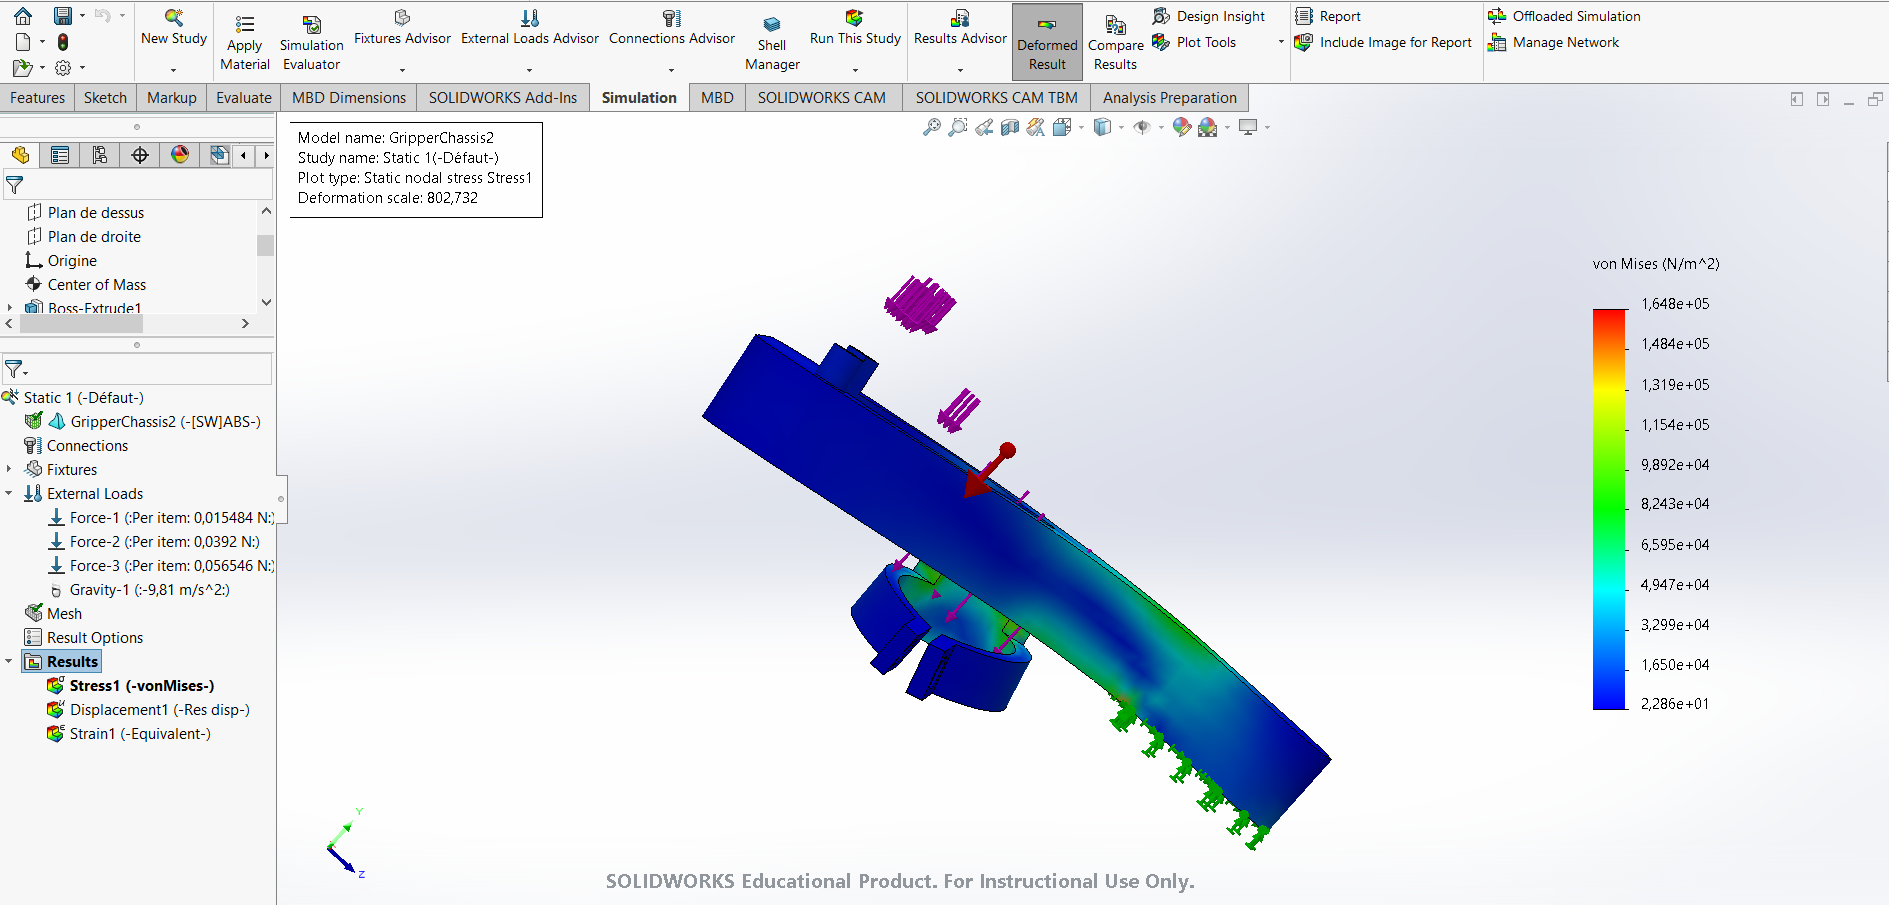 New Study
Apply
Material
Simulation
Evaluator
Fixtures Advisor
External Loads Advisor
Connections Advisor
Shell
Manager
Run This Study
Results Advisor
Deformed
Result
Compare
Results
Design Insight
Plot Tools
Report
Include Image for Report
Offloaded Simulation
Manage Network
Features
Sketch
Markup
Evaluate
MBD Dimensions
SOLIDWORKS Add-Ins
Simulation
MBD
SOLIDWORKS CAM
SOLIDWORKS CAM TBM
Analysis Preparation
Plan de dessus
Plan de droite
Origine
Center of Mass
Boss-Extrude1
Static 1 (-Défaut-)
GripperChassis2 (-[SW]ABS-)
Connections
Fixtures
External Loads
Force-1 (:Per item: 0,015484 N:)
Force-2 (:Per item: 0,0392 N:)
Force-3 (:Per item: 0,056546 N:)
Gravity-1 (:-9,81 m/s^2:)
Mesh
Result Options
Results
Stress1 (-vonMises-)
Displacement1 (-Res disp-)
Strain1 (-Equivalent-)
Model name: GripperChassis2
Study name: Static 1(-Défaut-)
Plot type: Static nodal stress Stress1
Deformation scale: 802,732
von Mises (N/m^2)
1,648e+05
1,484e+05
1,319e+05
1,154e+05
9,892e+04
8,243e+04
6,595e+04
4,947e+04
3,299e+04
1,650e+04
2,286e+01
Y
Z
SOLIDWORKS Educational Product. For Instructional Use Only.